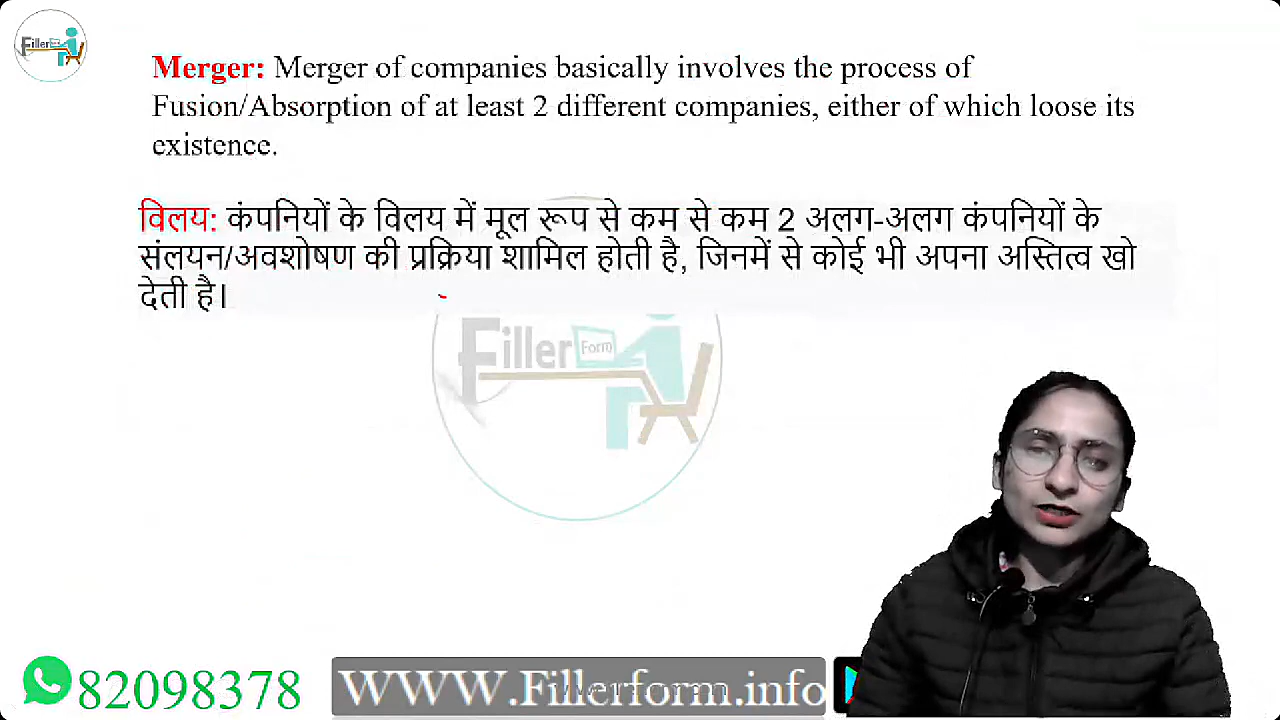 FillerForm
Merger: Merger of companies basically involves the process of
Fusion/Absorption of at least 2 different companies, either of which loose its
existence.
विलय: कंपनियों के विलय में मूल रूप से कम से कम 2 अलग-अलग कंपनियों के
संलयन/अवशोषण की प्रक्रिया शामिल होती है, जिनमें से कोई भी अपना अस्तित्व खो
देती है।
Filler Form
82098378
WWW.Fillerform.info